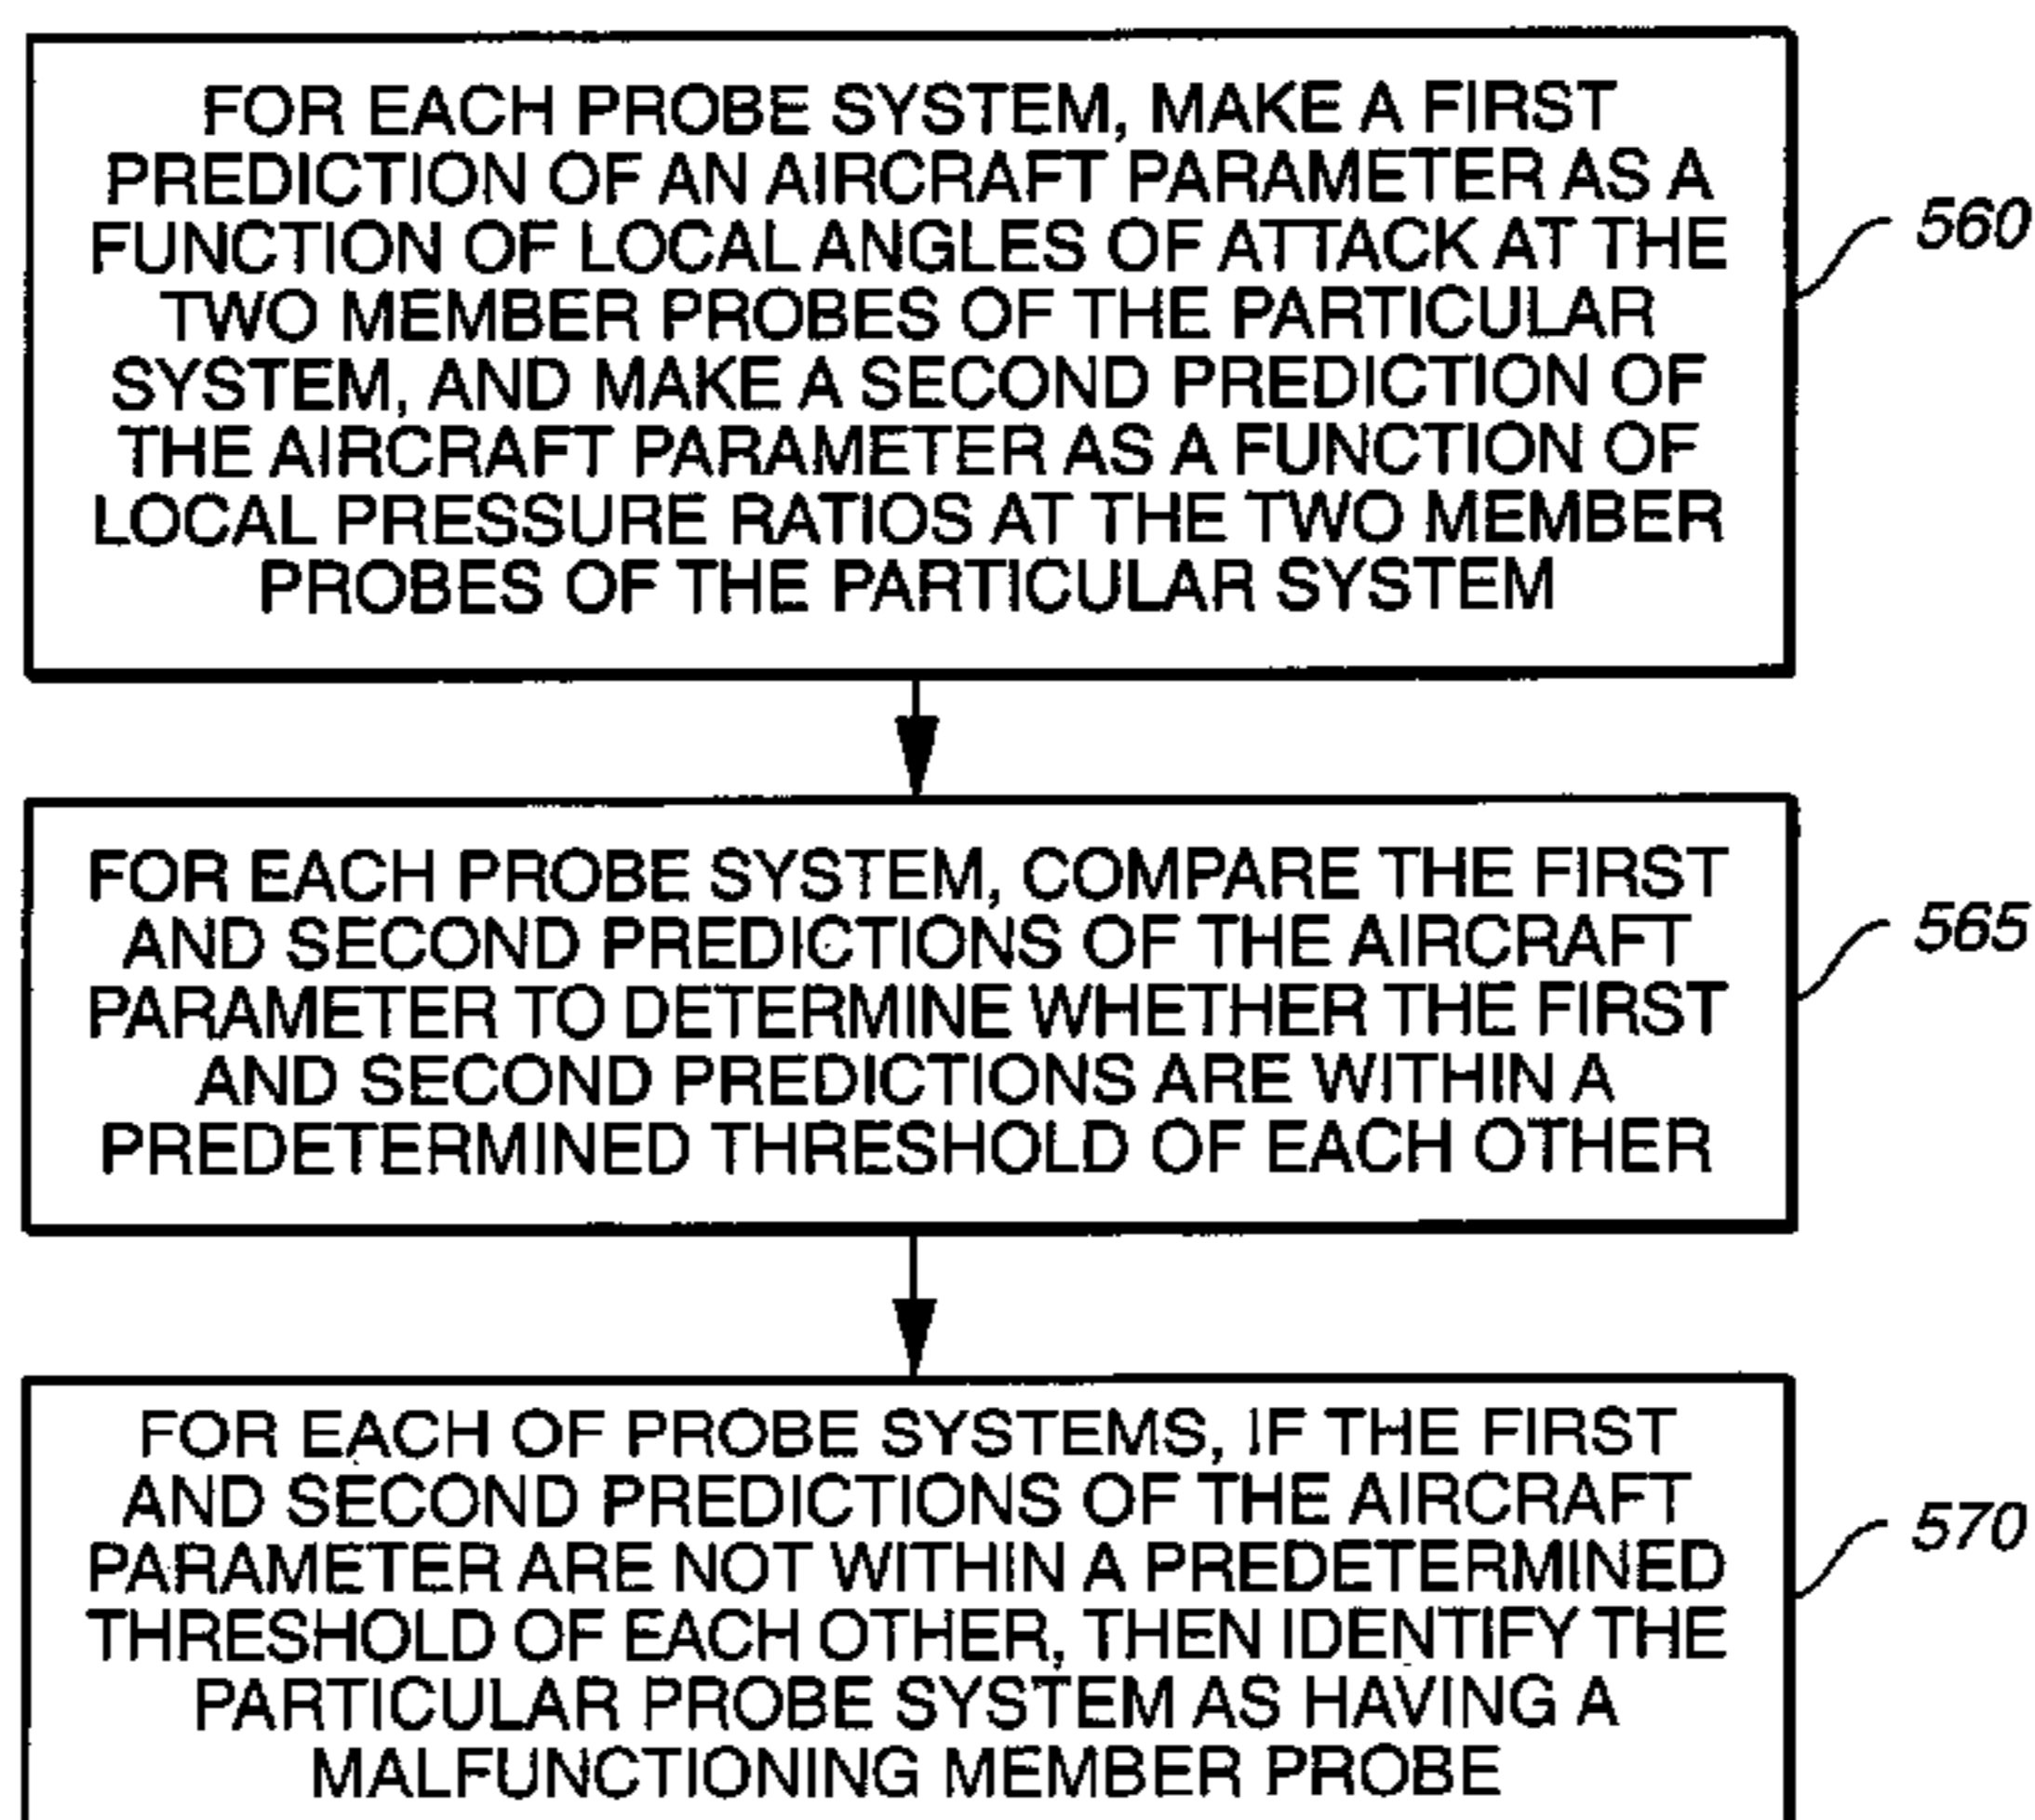 FOR EACH PROBE SYSTEM, MAKE A FIRST
PREDICTION OF AN AIRCRAFT PARAMETER AS A
FUNCTION OF LOCAL ANGLES OF ATTACK AT THE
TWO MEMBER PROBES OF THE PARTICULAR
SYSTEM, AND MAKE A SECOND PREDICTION OF
THE AIRCRAFT PARAMETER AS A FUNCTION OF
LOCAL PRESSURE RATIOS AT THE TWO MEMBER
PROBES OF THE PARTICULAR SYSTEM
560
FOR EACH PROBE SYSTEM, COMPARE THE FIRST
AND SECOND PREDICTIONS OF THE AIRCRAFT
PARAMETER TO DETERMINE WHETHER THE FIRST
AND SECOND PREDICTIONS ARE WITHIN A
PREDETERMINED THRESHOLD OF EACH OTHER
565
FOR EACH OF PROBE SYSTEMS, IF THE FIRST
AND SECOND PREDICTIONS OF THE AIRCRAFT
PARAMETER ARE NOT WITHIN A PREDETERMINED
THRESHOLD OF EACH OTHER, THEN IDENTIFY THE
PARTICULAR PROBE SYSTEM AS HAVING A
MALFUNCTIONING MEMBER PROBE
570